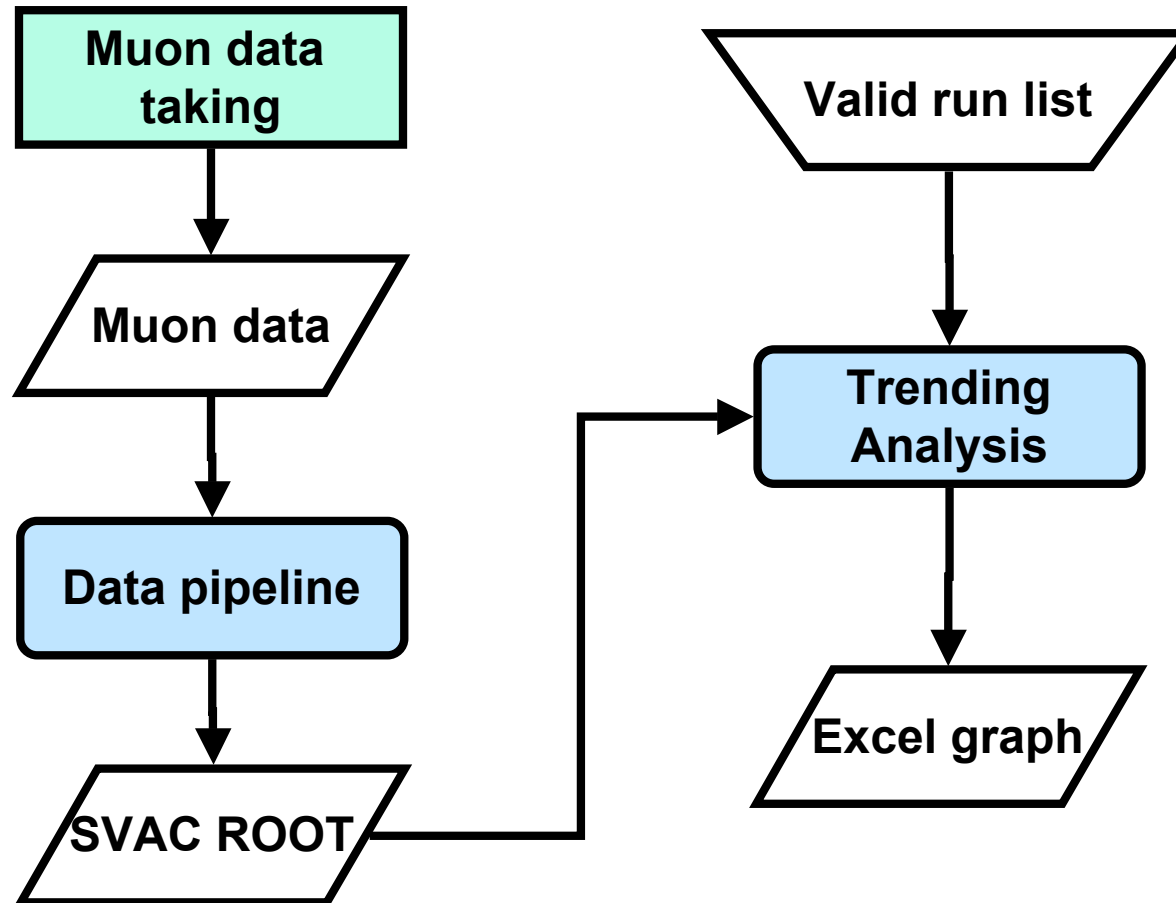 Muon data
taking
Muon data
Data pipeline
SVAC ROOT
Valid run list
Trending
Analysis
Excel graph